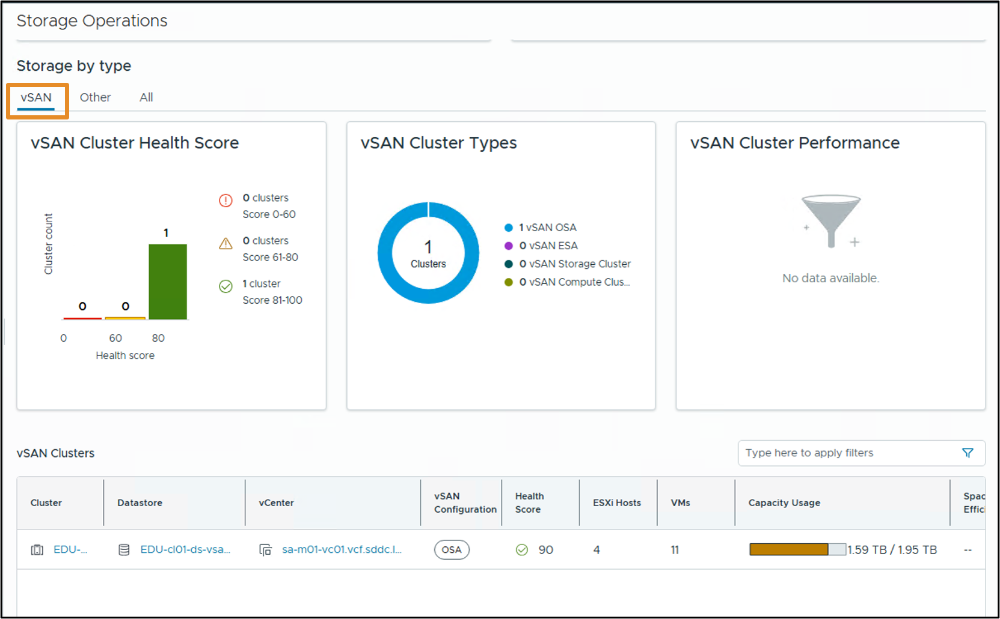 Storage Operations
Storage by type
vSAN Other All
vSAN Cluster Health Score
Cluster count
0
0
1
0 60 80
Health score
0 clusters
Score 0-60
0 clusters
Score 61-80
1 cluster
Score 81-100
vSAN Cluster Types
1
Clusters
1 vSAN OSA
0 vSAN ESA
0 vSAN Storage Cluster
0 vSAN Compute Clus...
vSAN Cluster Performance
No data available.
vSAN Clusters
Type here to apply filters
Cluster Datastore vCenter vSAN Configuration Health Score ESXi Hosts VMs Capacity Usage Spac Effici
EDU-... EDU-cl01-ds-vsa... sa-m01-vc01.vcf.sddc.l... OSA 90 4 11 1.59 TB / 1.95 TB --